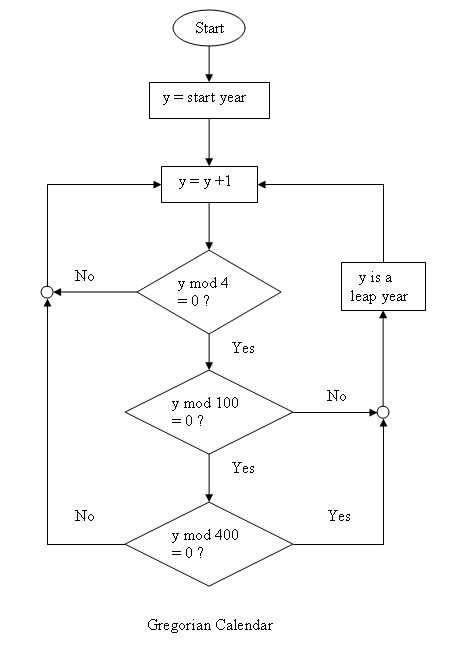 Start
y = start year
y = y +1
No
y mod 4
= 0 ?
y is a
leap year
Yes
y mod 100
= 0 ?
No
Yes
No
y mod 400
= 0 ?
Yes
Gregorian Calendar